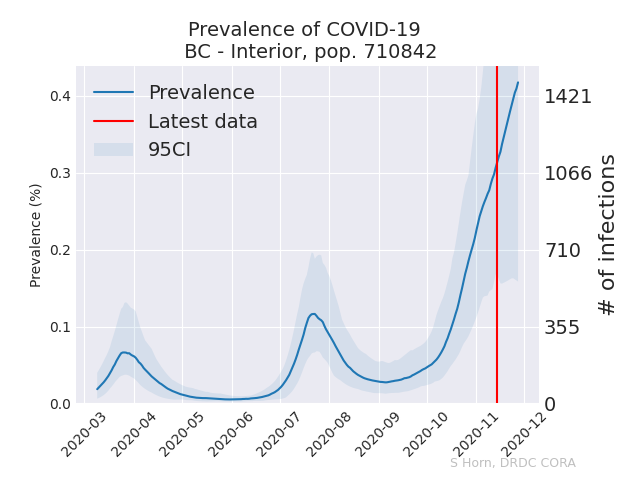 Prevalence of COVID-19
BC - Interior, pop. 710842
Prevalence
Latest data
95CI
Prevalence (%)
0.4
0.3
0.2
0.1
0.0
1421
1066
710
355
0
# of infections
2020-03
2020-04
2020-05
2020-06
2020-07
2020-08
2020-09
2020-10
2020-11
2020-12
S Horn, DRDC CORA